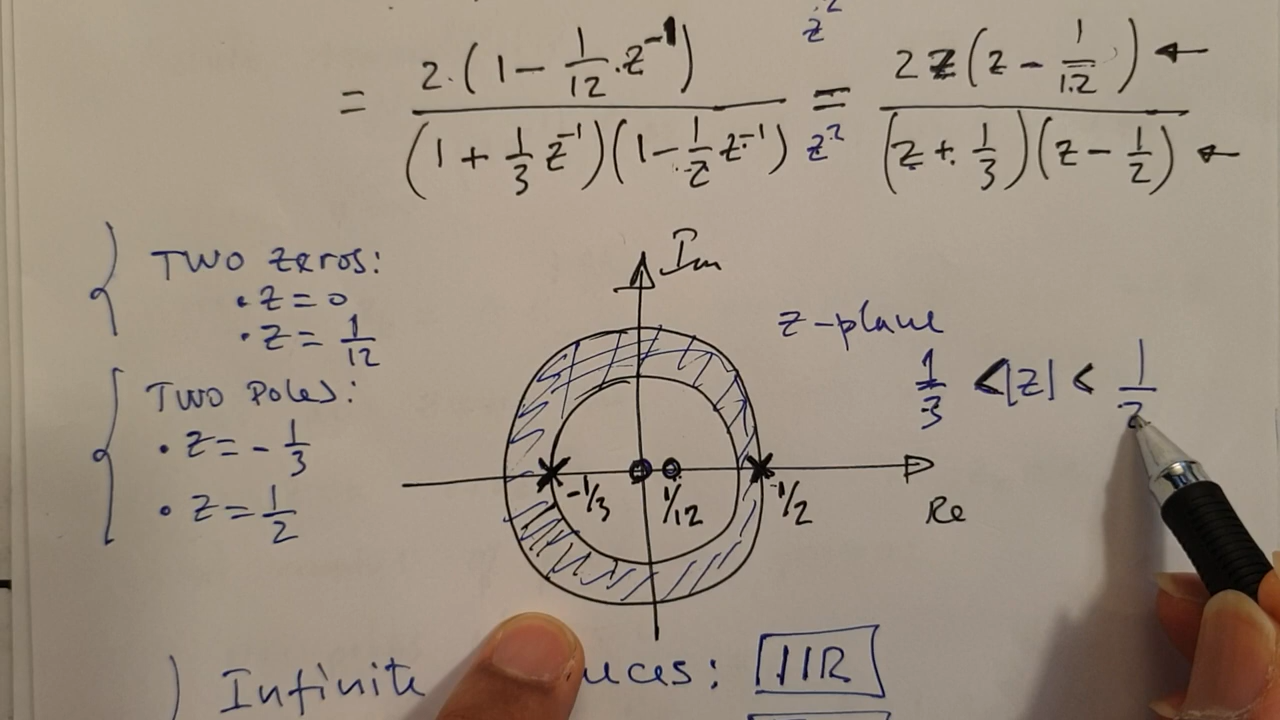 z²
= 2·(1 - 1/12·z⁻¹) / (1 + 1/3 z⁻¹)(1 - 1/2 z⁻¹) = 2z(z - 1/12) / (z + 1/3)(z - 1/2) ←
z²
TWO zeros:
• z = 0
• z = 1/12
TWO Poles:
• z = - 1/3
• z = 1/2
Im
z-plane
1/3 < |z| < 1/2
-1/3 1/12 1/2
Re
) Infinite uces: IIR